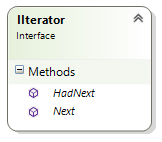 IIterator
Interface
Methods
HadNext
Next